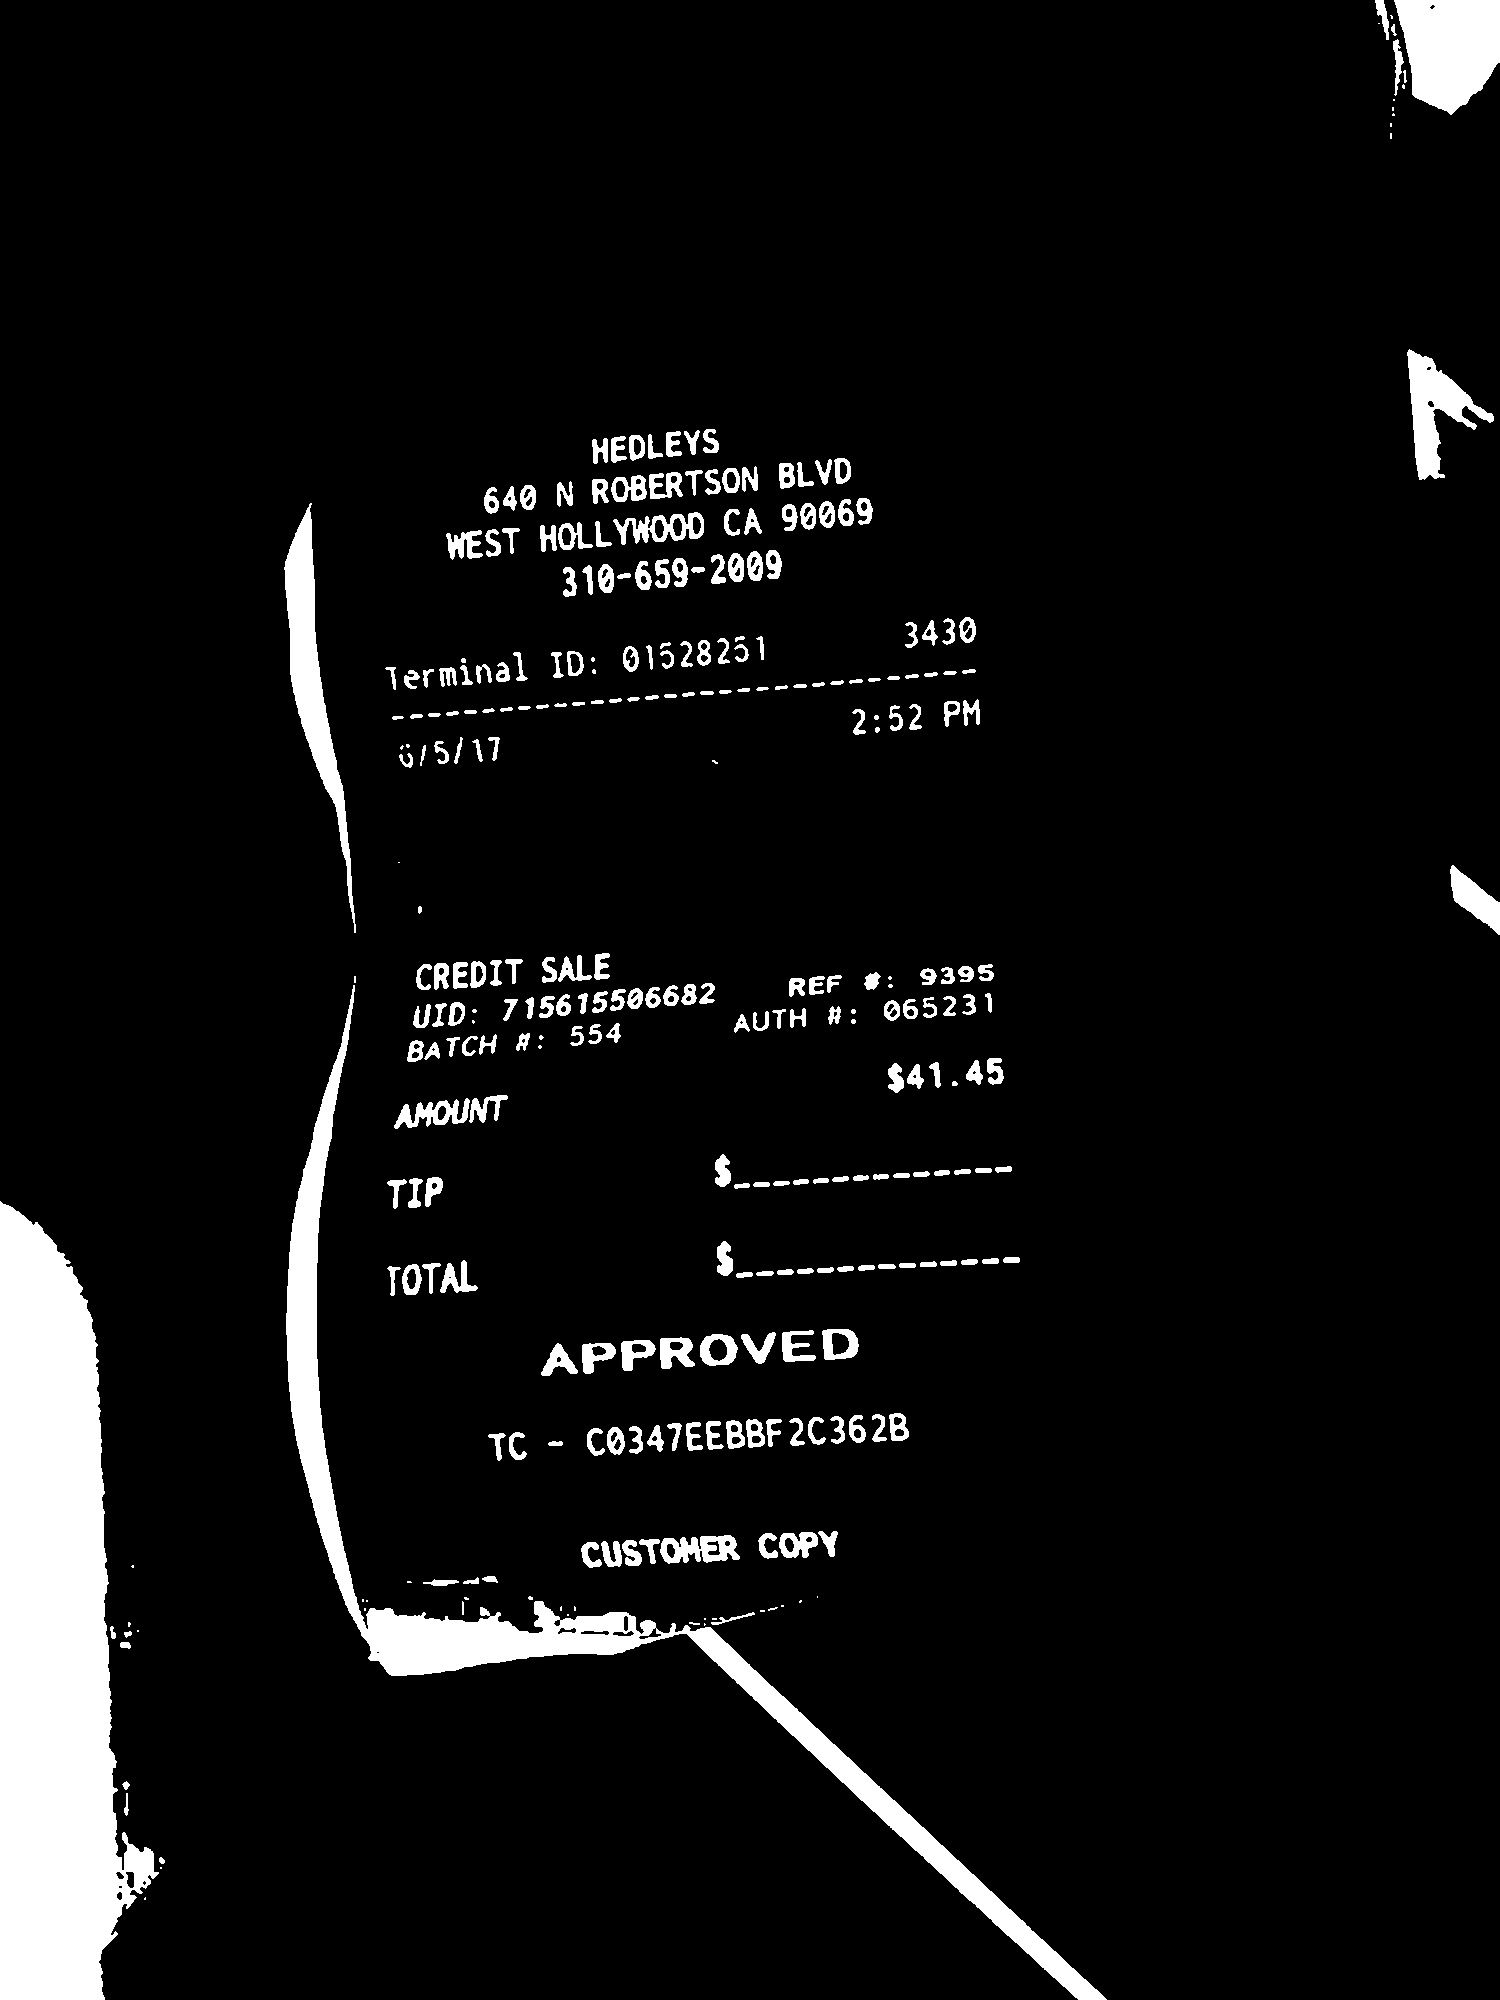 HEDLEYS
640 N ROBERTSON BLVD
WEST HOLLYWOOD CA 90069
310-659-2009
Terminal ID: 01528251 3430
--------------------------------
6/5/17 2:52 PM
CREDIT SALE
UID: 715615506682 REF #: 9395
BATCH #: 554 AUTH #: 065231
AMOUNT $41.45
TIP $______________
TOTAL $______________
APPROVED
TC - C0347EEBBF2C362B
CUSTOMER COPY